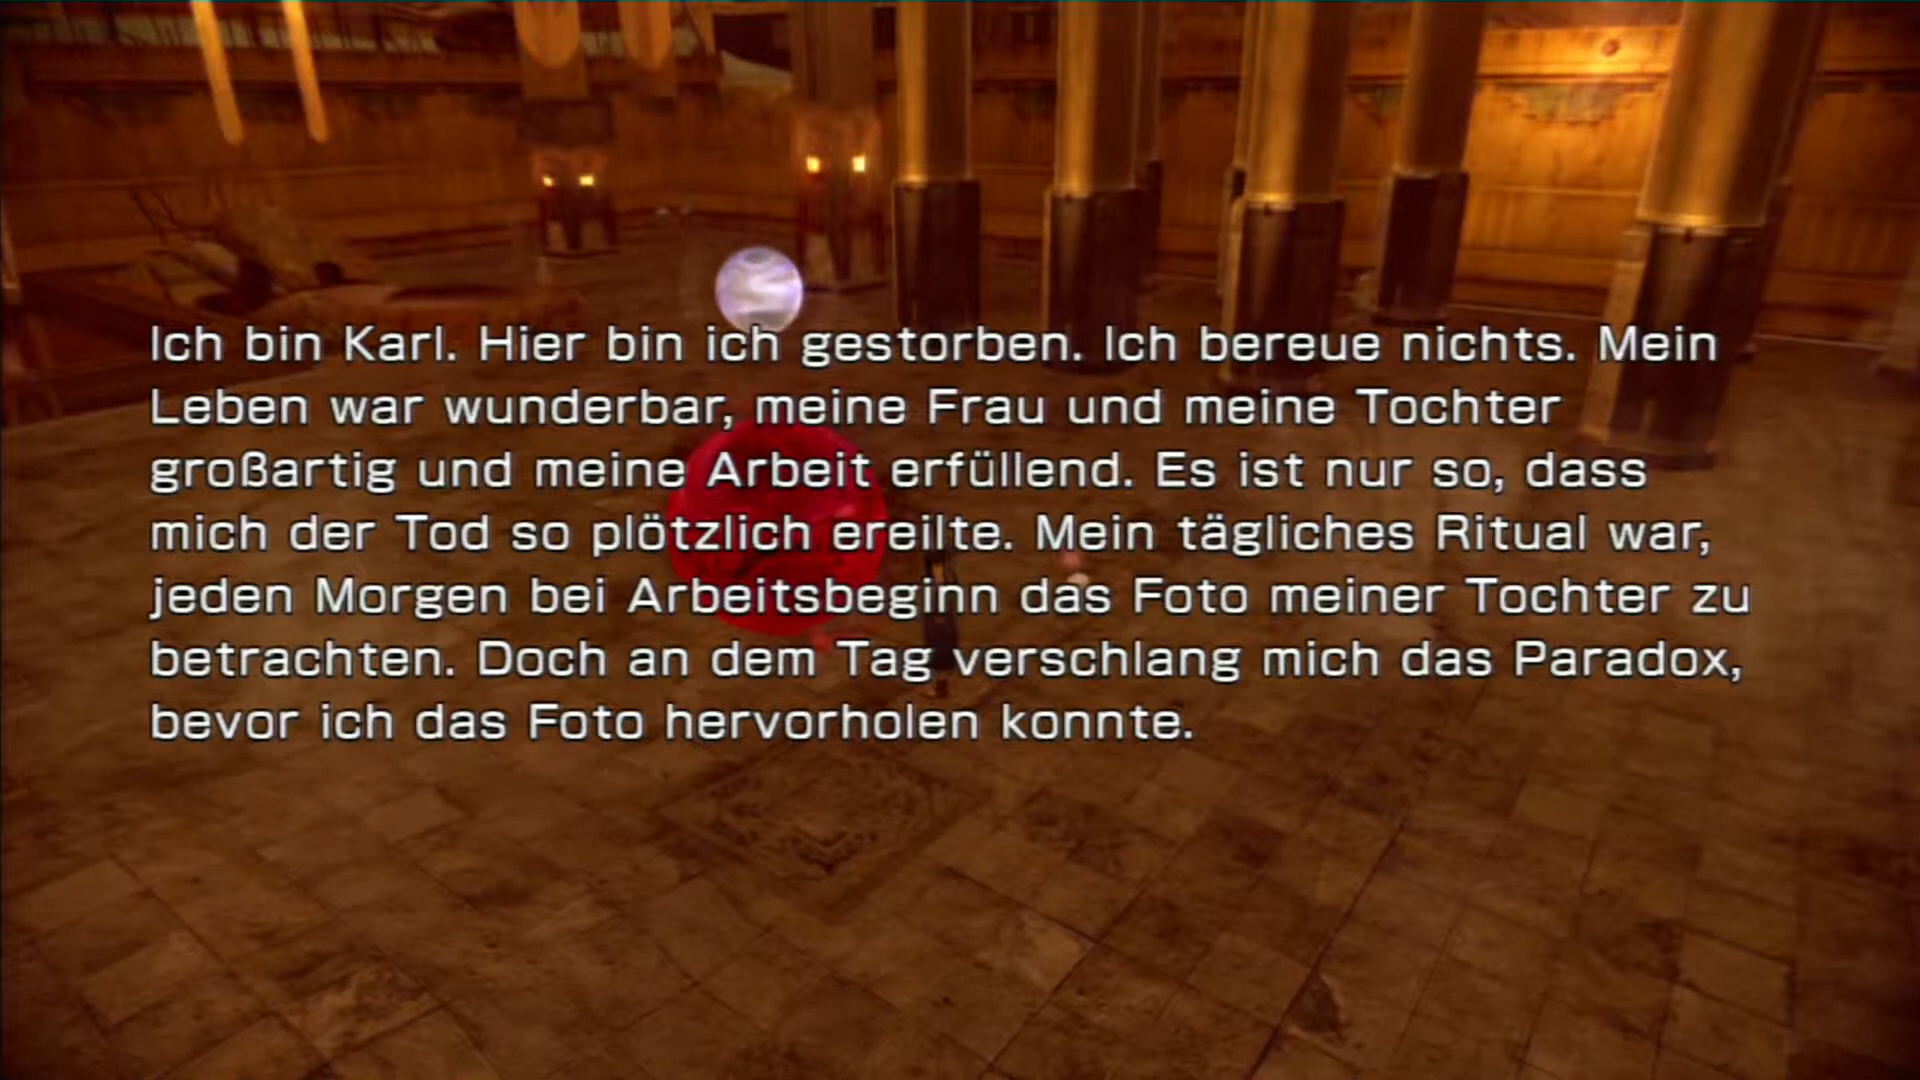 Ich bin Karl. Hier bin ich gestorben. Ich bereue nichts. Mein
Leben war wunderbar, meine Frau und meine Tochter
großartig und meine Arbeit erfüllend. Es ist nur so, dass
mich der Tod so plötzlich ereilte. Mein tägliches Ritual war,
jeden Morgen bei Arbeitsbeginn das Foto meiner Tochter zu
betrachten. Doch an dem Tag verschlang mich das Paradox,
bevor ich das Foto hervorholen konnte.